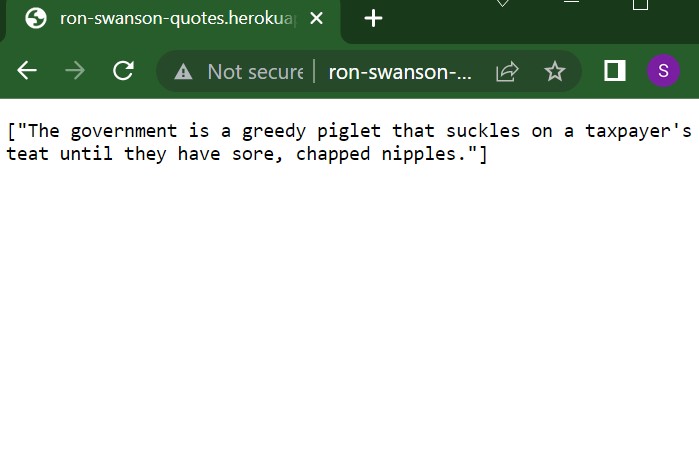 ron-swanson-quotes.herokua
Not secure ron-swanson-...
S
["The government is a greedy piglet that suckles on a taxpayer's
teat until they have sore, chapped nipples."]